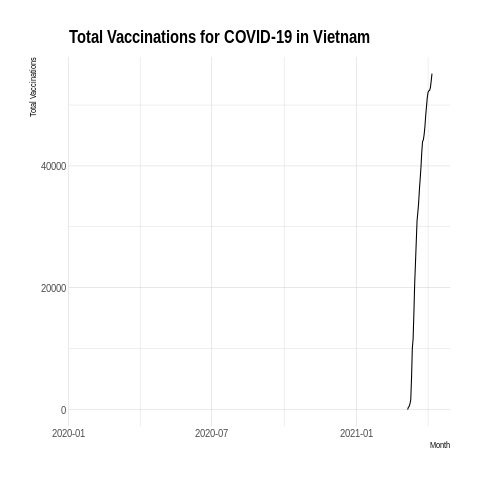 Total Vaccinations for COVID-19 in Vietnam
Total Vaccinations
40000
20000
0
2020-01 2020-07 2021-01
Month